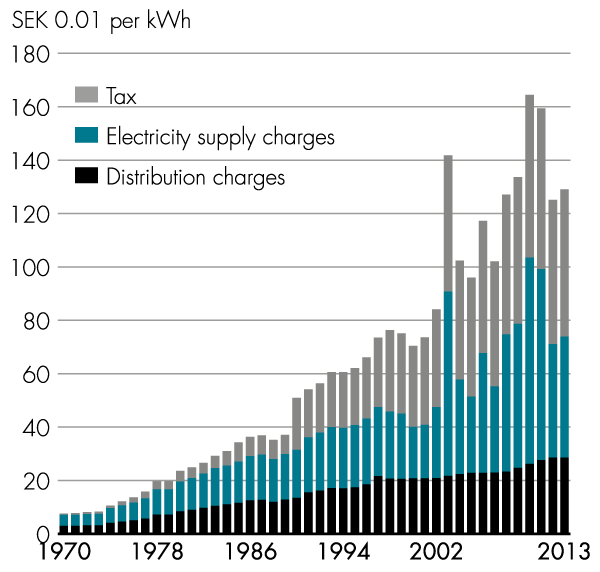 SEK 0.01 per kWh
180
160
Tax
Electricity supply charges
140
Distribution charges
120
100
80
60
40
20
0
1970 1978 1986 1994 2002 2013